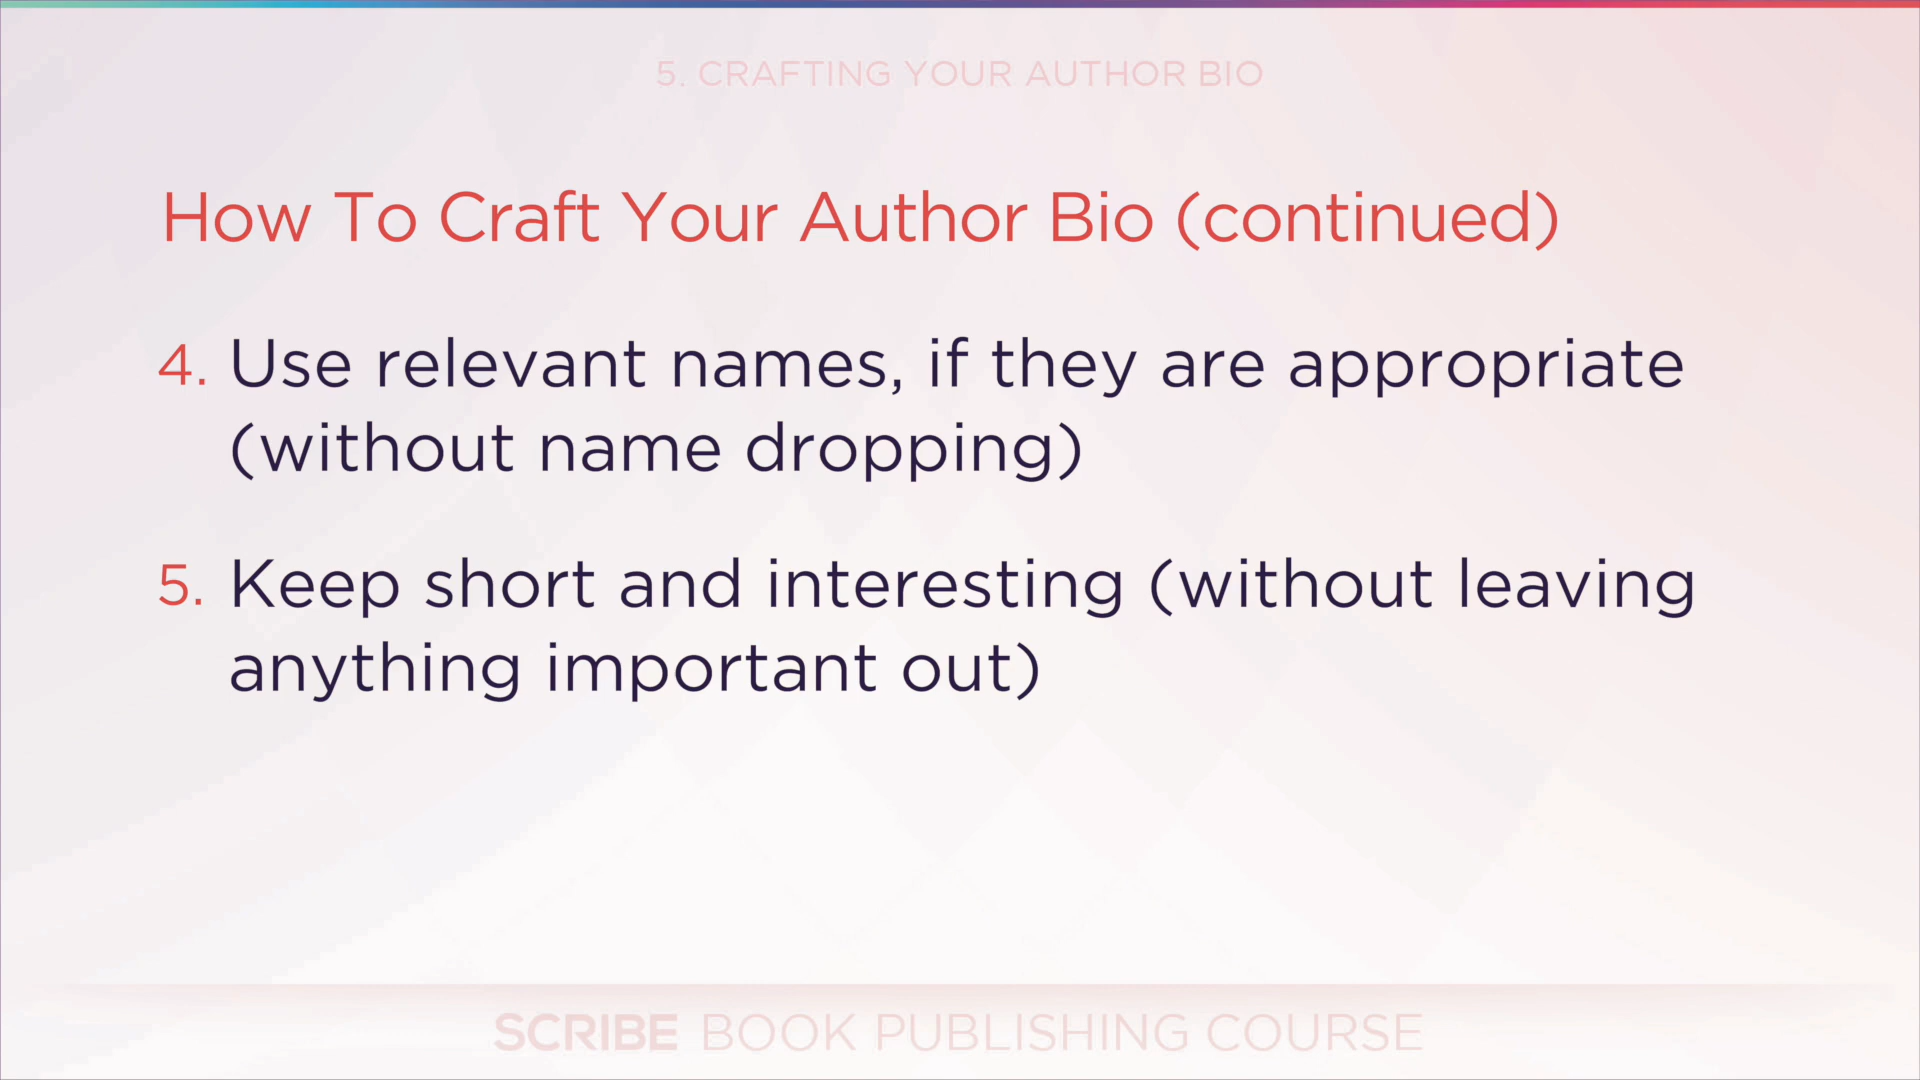 5. CRAFTING YOUR AUTHOR BIO
How To Craft Your Author Bio (continued)
4. Use relevant names, if they are appropriate
(without name dropping)
5. Keep short and interesting (without leaving
anything important out)
SCRIBE BOOK PUBLISHING COURSE